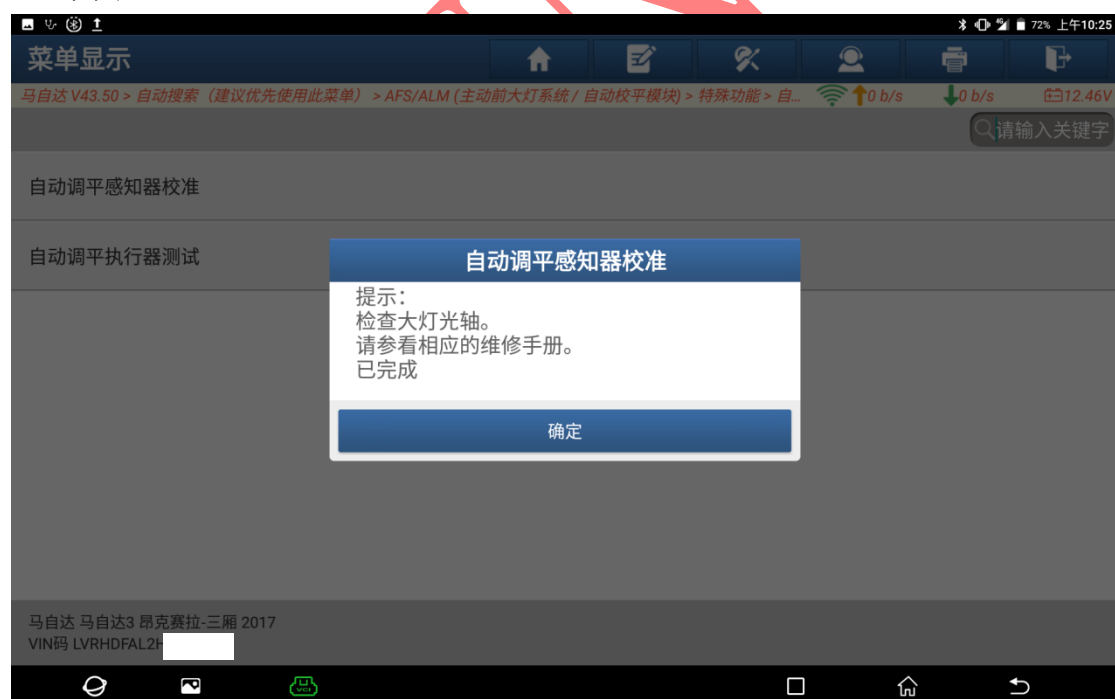 72% 上午10:25
菜单显示
马自达 V43.50 > 自动搜索（建议优先使用此菜单）> AFS/ALM (主动前大灯系统 / 自动校平模块) > 特殊功能 > 自... 0 b/s 0 b/s 12.46V
请输入关键字
自动调平感知器校准
自动调平执行器测试
自动调平感知器校准
提示：
检查大灯光轴。
请参看相应的维修手册。
已完成
确定
马自达 马自达3 昂克赛拉-三厢 2017
VIN码 LVRHDFAL2H
VCI